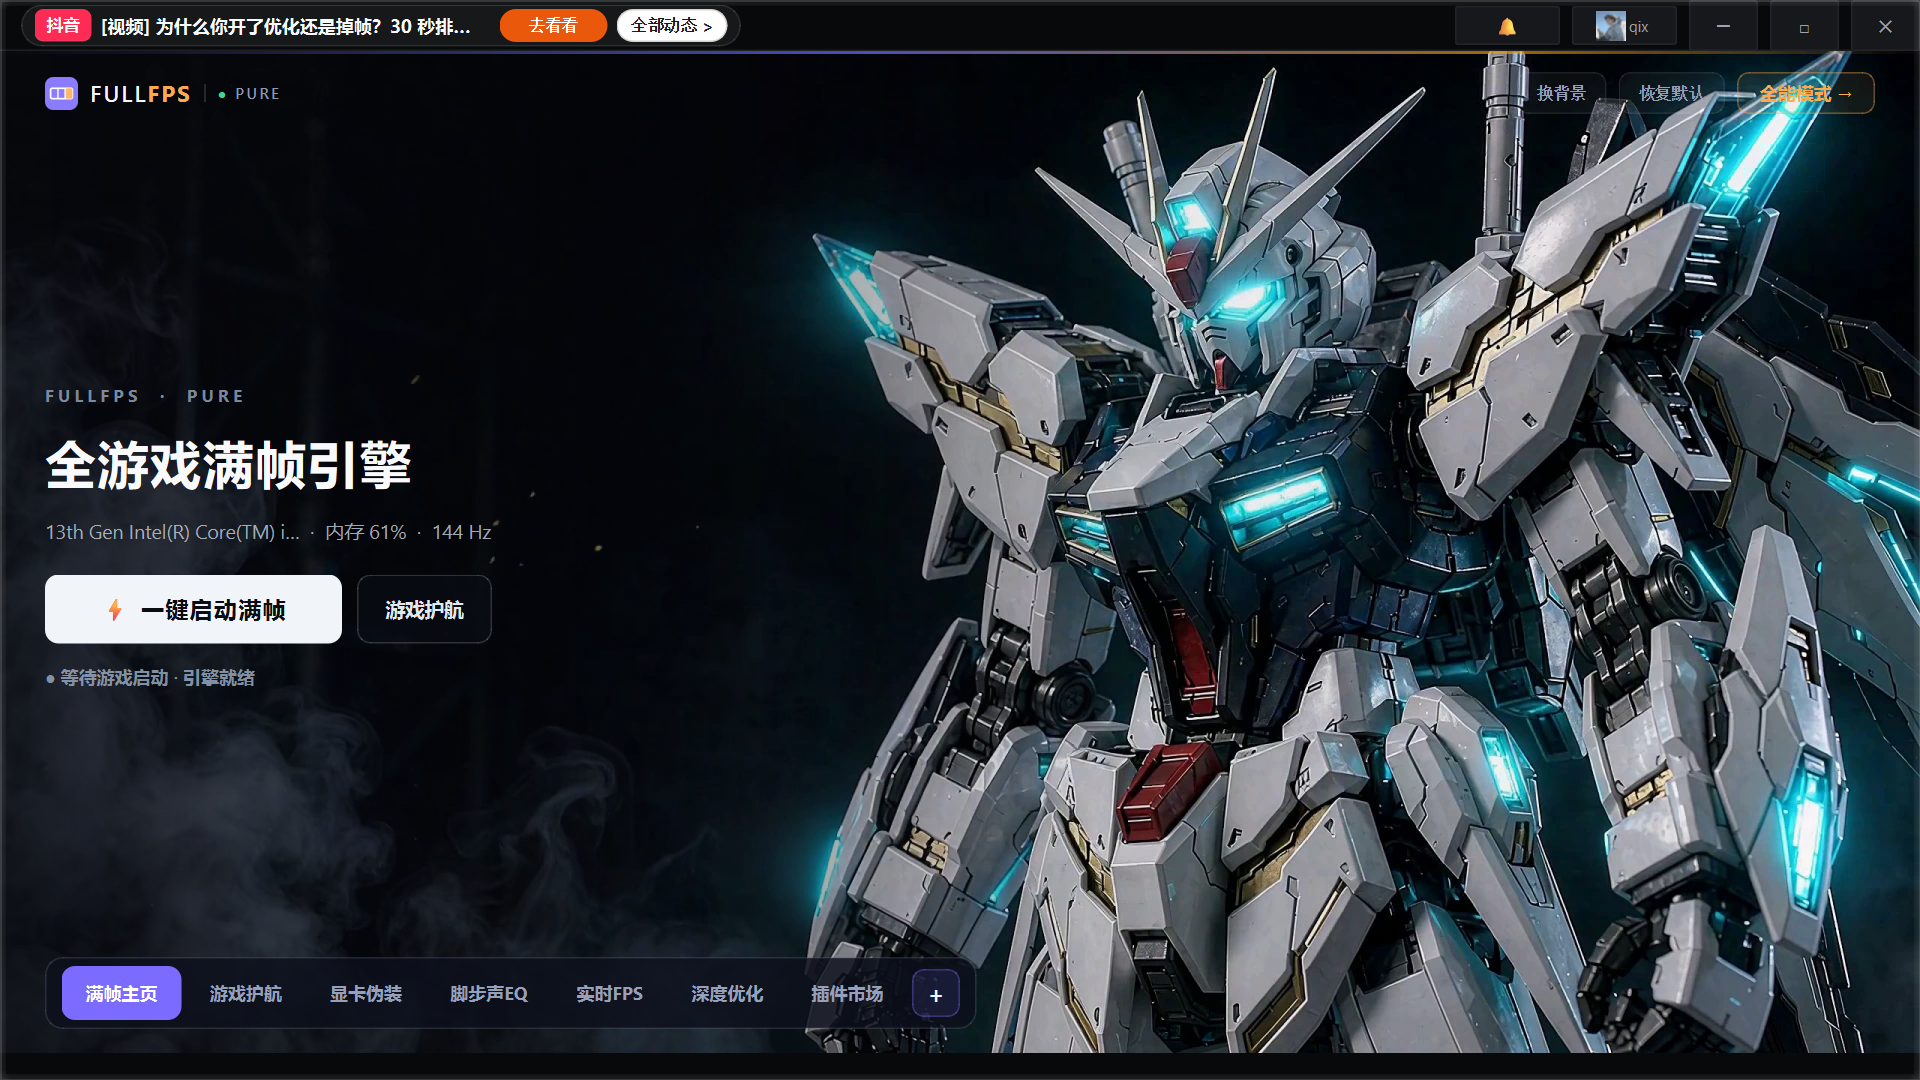 抖音 [视频] 为什么你开了优化还是掉帧？30 秒排... 去看看 全部动态 >
qix
FULLFPS PURE
换背景 恢复默认 全能模式 →
FULLFPS · PURE
全游戏满帧引擎
13th Gen Intel(R) Core(TM) i... · 内存 61% · 144 Hz
一键启动满帧 游戏护航
等待游戏启动 · 引擎就绪
满帧主页 游戏护航 显卡伪装 脚步声EQ 实时FPS 深度优化 插件市场 +